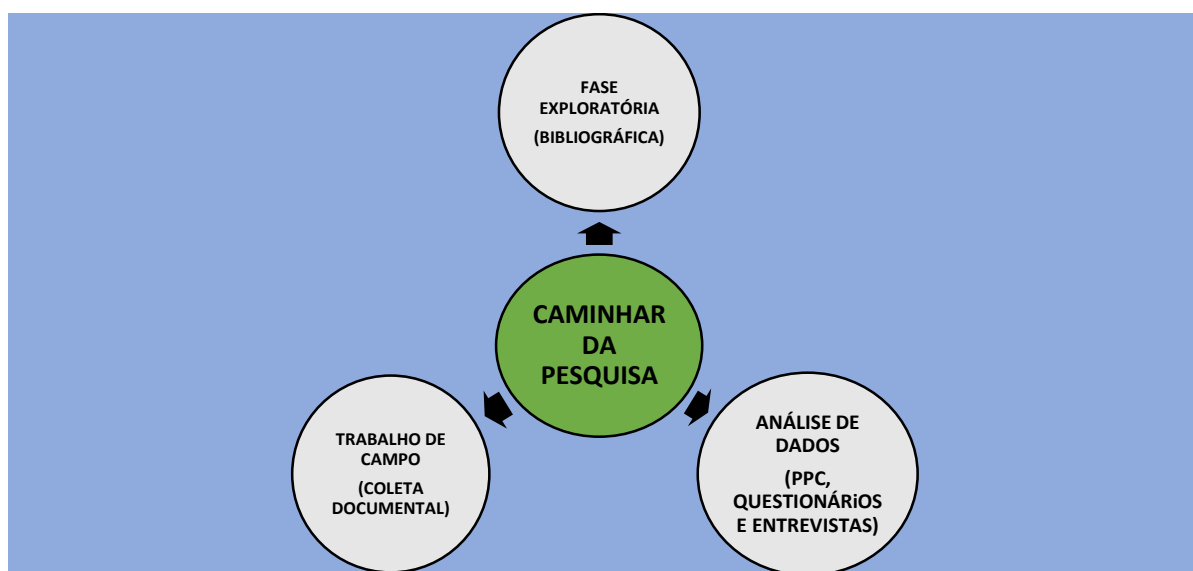 FASE
EXPLORATÓRIA
(BIBLIOGRÁFICA)
CAMINHAR
DA
PESQUISA
TRABALHO DE
CAMPO
(COLETA
DOCUMENTAL)
ANÁLISE DE
DADOS
(PPC,
QUESTIONÁRiOS
E ENTREVISTAS)